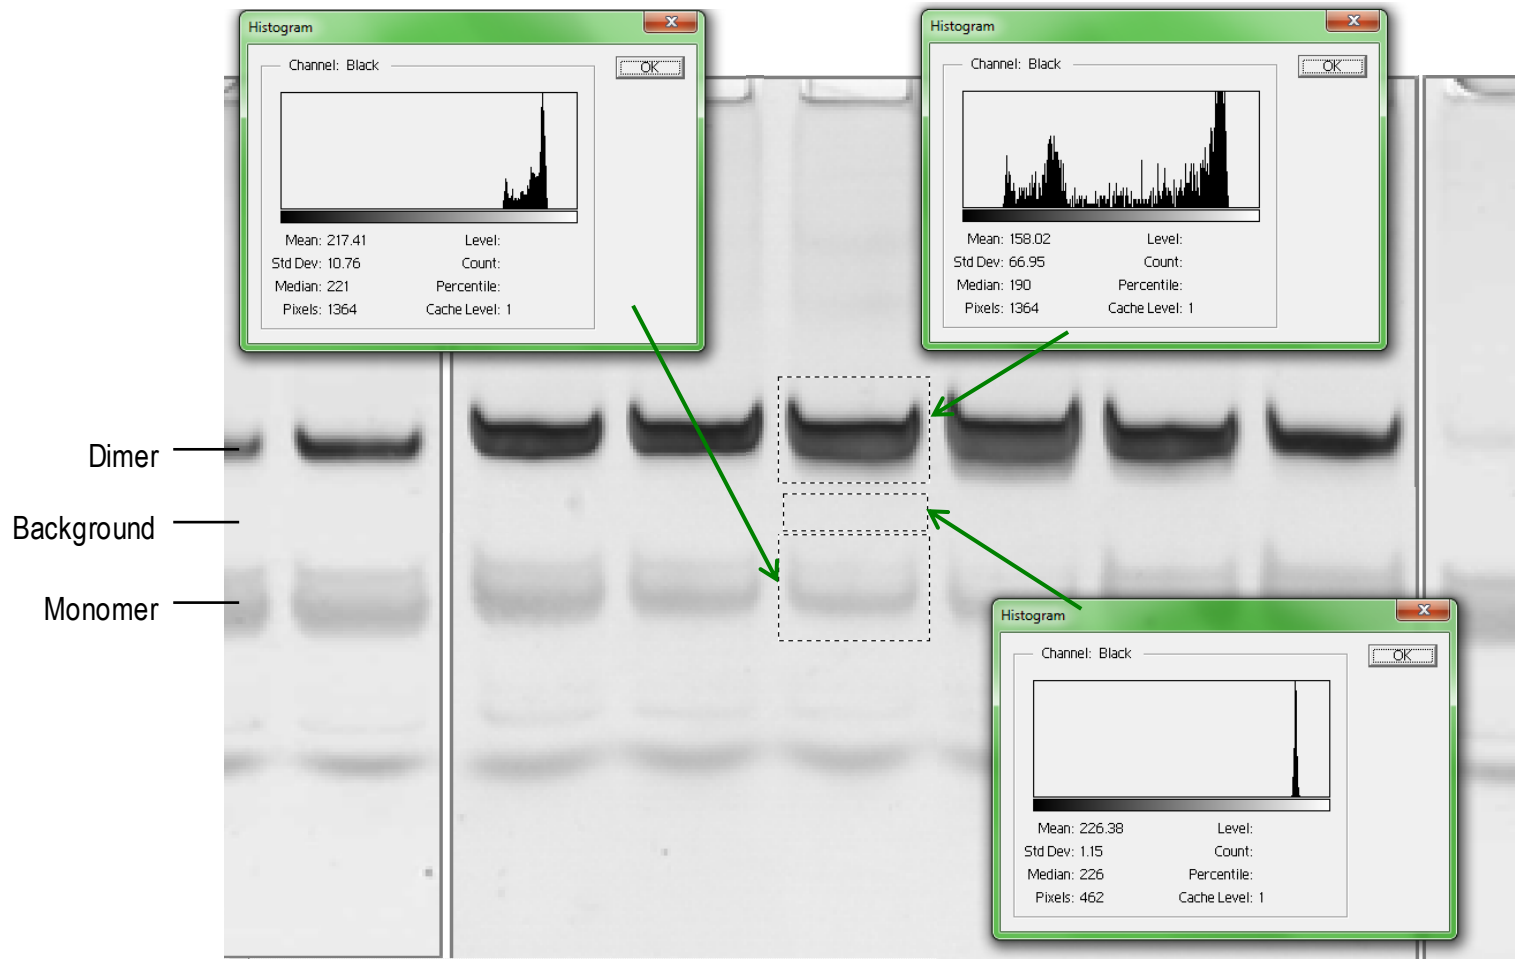 Histogram
x
Channel: Black
OK
Mean: 217.41 Level:
Std Dev: 10.76 Count:
Median: 221 Percentile:
Pixels: 1364 Cache Level: 1
Histogram
x
Channel: Black
OK
Mean: 158.02 Level:
Std Dev: 66.95 Count:
Median: 190 Percentile:
Pixels: 1364 Cache Level: 1
Dimer
Background
Monomer
Histogram
x
Channel: Black
OK
Mean: 226.38 Level:
Std Dev: 1.15 Count:
Median: 226 Percentile:
Pixels: 462 Cache Level: 1